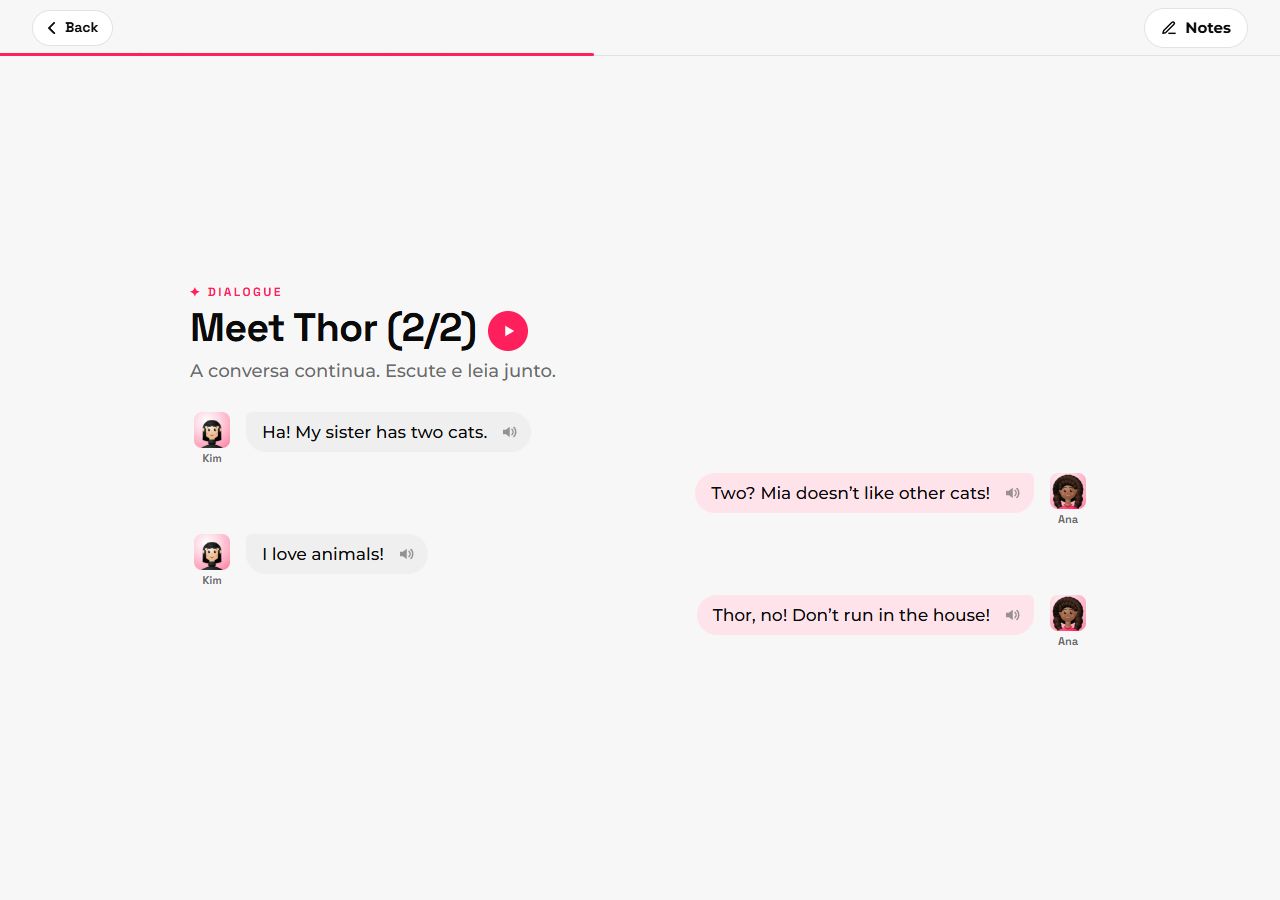 Back
Notes
DIALOGUE
Meet Thor (2/2)
A conversa continua. Escute e leia junto.
Ha! My sister has two cats.
Kim
Two? Mia doesn’t like other cats!
Ana
I love animals!
Kim
Thor, no! Don’t run in the house!
Ana